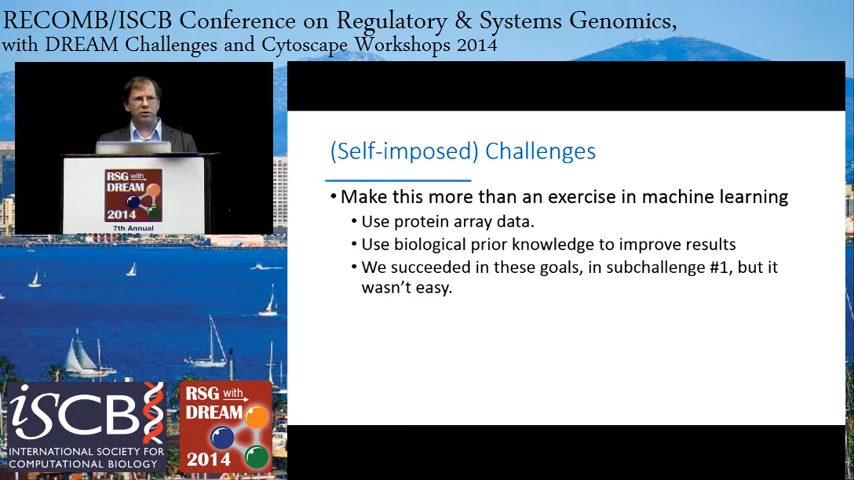 RECOMB/ISCB Conference on Regulatory & Systems Genomics,
with DREAM Challenges and Cytoscape Workshops 2014
RSG with
DREAM
2014
7th Annual
(Self-imposed) Challenges
• Make this more than an exercise in machine learning
• Use protein array data.
• Use biological prior knowledge to improve results
• We succeeded in these goals, in subchallenge #1, but it
wasn't easy.
iSCB
INTERNATIONAL SOCIETY FOR
COMPUTATIONAL BIOLOGY
RSG with
DREAM
2014